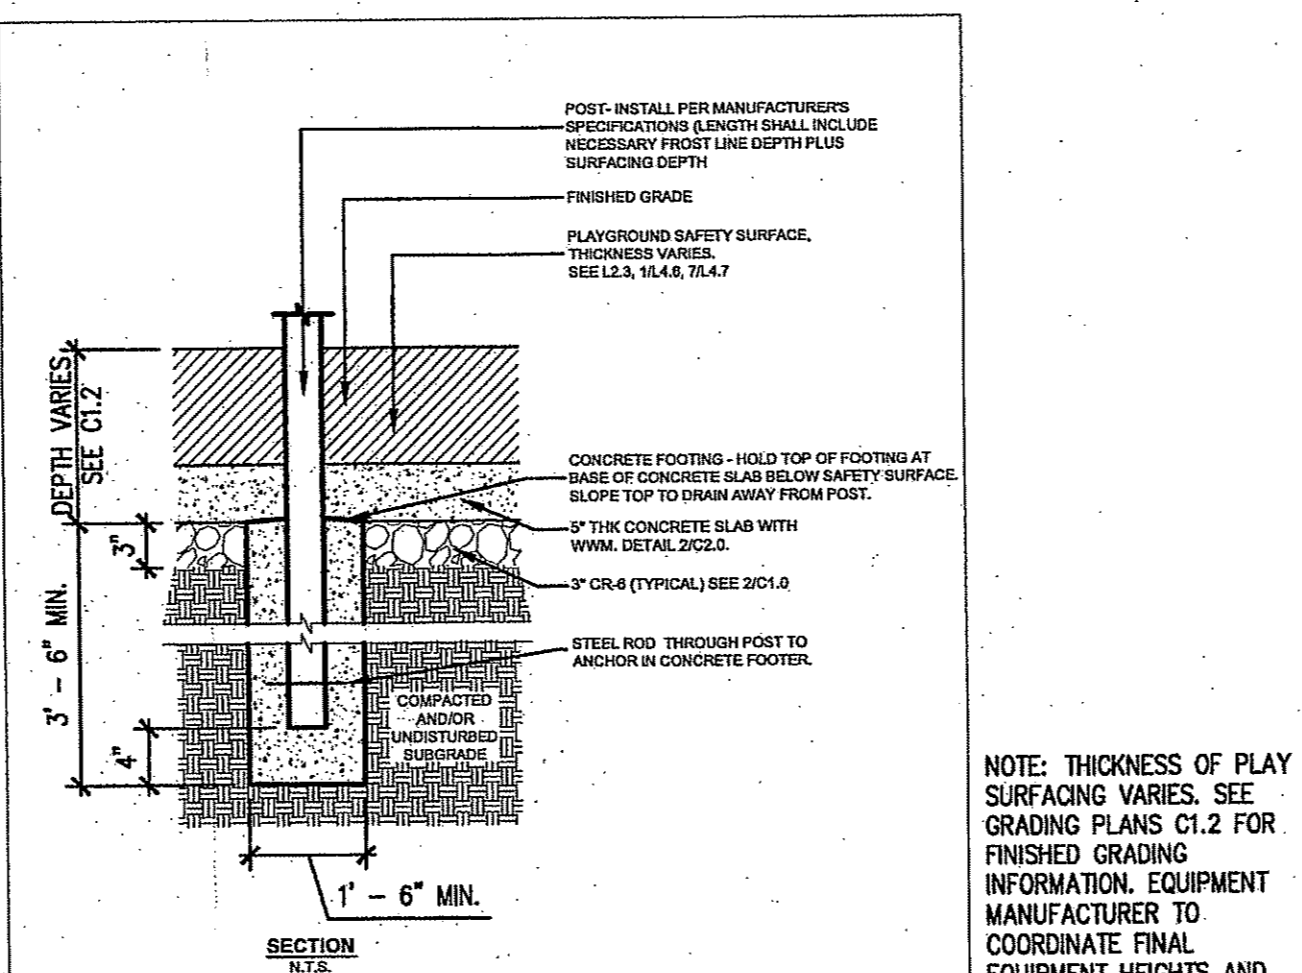 POST- INSTALL PER MANUFACTURER'S
SPECIFICATIONS (LENGTH SHALL INCLUDE
NECESSARY FROST LINE DEPTH PLUS
SURFACING DEPTH
FINISHED GRADE
PLAYGROUND SAFETY SURFACE,
THICKNESS VARIES.
SEE L2.3, 1/L4.6, 7/L4.7
DEPTH VARIES
SEE C1.2
CONCRETE FOOTING - HOLD TOP OF FOOTING AT
BASE OF CONCRETE SLAB BELOW SAFETY SURFACE.
SLOPE TOP TO DRAIN AWAY FROM POST.
5" THK CONCRETE SLAB WITH
WWM. DETAIL 2/C2.0.
3"
3" CR-6 (TYPICAL) SEE 2/C1.0
3' - 6" MIN.
STEEL ROD THROUGH POST TO
ANCHOR IN CONCRETE FOOTER.
COMPACTED
AND/OR
UNDISTURBED
SUBGRADE
4"
1' - 6" MIN.
SECTION
N.T.S.
NOTE: THICKNESS OF PLAY
SURFACING VARIES. SEE
GRADING PLANS C1.2 FOR
FINISHED GRADING
INFORMATION. EQUIPMENT
MANUFACTURER TO
COORDINATE FINAL
EQUIPMENT HEIGHTS AND